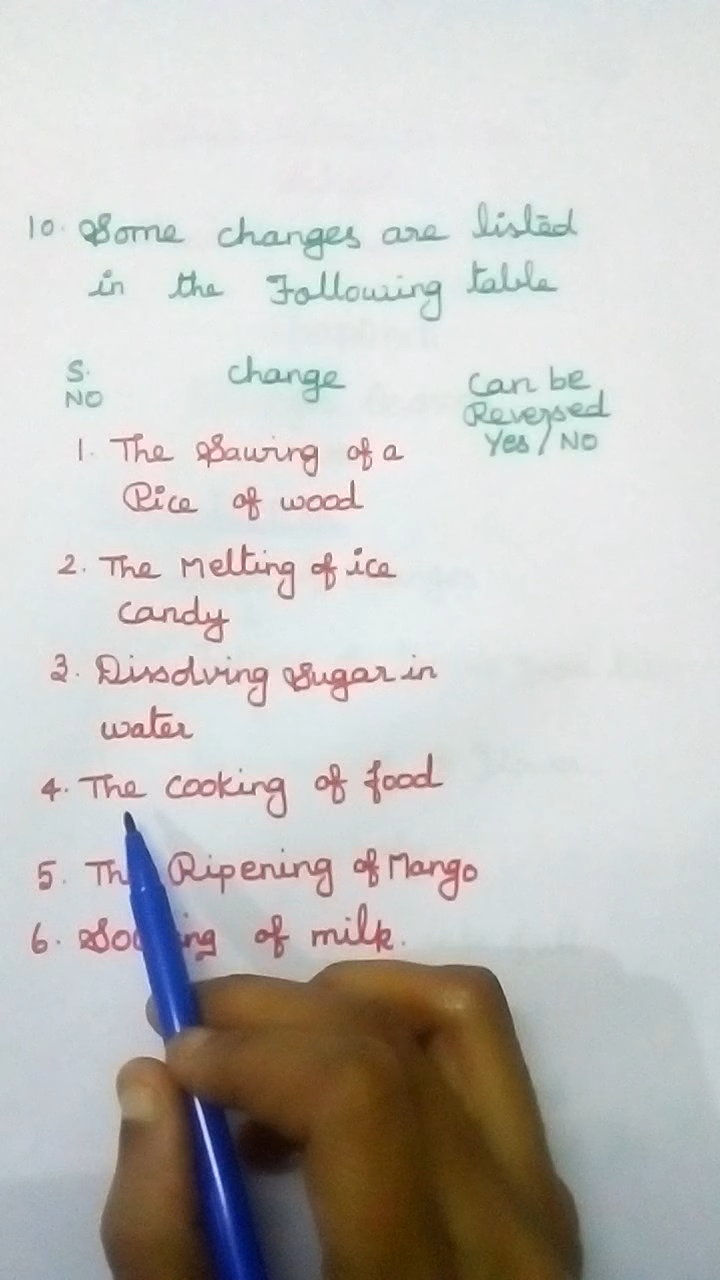 10. Some changes are listed
in the Following table
S. change Can be
NO Reversed
Yes / NO
1. The Sawing of a
Pice of wood
2. The Melting of ice
candy
3. Dissolving Sugar in
water
4. The cooking of food
5. Ripening of Mango
6. of milk.